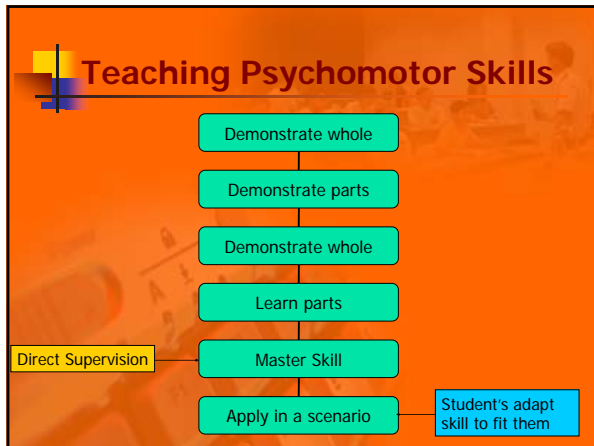 Teaching Psychomotor Skills
Demonstrate whole
Demonstrate parts
Demonstrate whole
Learn parts
Direct Supervision
Master Skill
Apply in a scenario
Student's adapt
skill to fit them